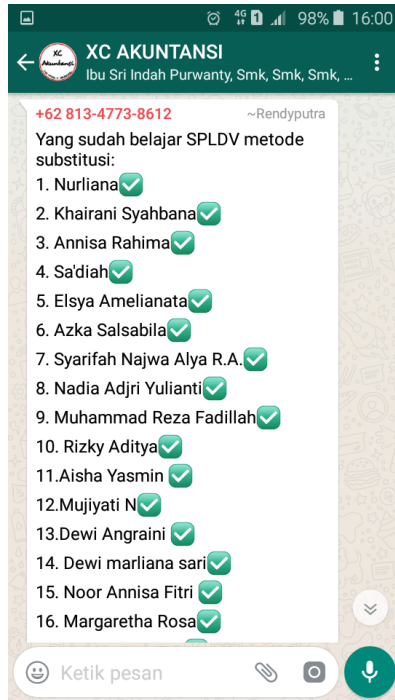 4G 1 98% 16:00
XC Akuntansi
XC AKUNTANSI
Ibu Sri Indah Purwanty, Smk, Smk, Smk, ...
+62 813-4773-8612 ~Rendyputra
Yang sudah belajar SPLDV metode
substitusi:
1. Nurliana✅
2. Khairani Syahbana✅
3. Annisa Rahima✅
4. Sa'diah✅
5. Elsya Amelianata✅
6. Azka Salsabila✅
7. Syarifah Najwa Alya R.A.✅
8. Nadia Adjri Yulianti✅
9. Muhammad Reza Fadillah✅
10. Rizky Aditya✅
11.Aisha Yasmin ✅
12.Mujiyati N✅
13.Dewi Angraini ✅
14. Dewi marliana sari✅
15. Noor Annisa Fitri ✅
16. Margaretha Rosa✅
Ketik pesan